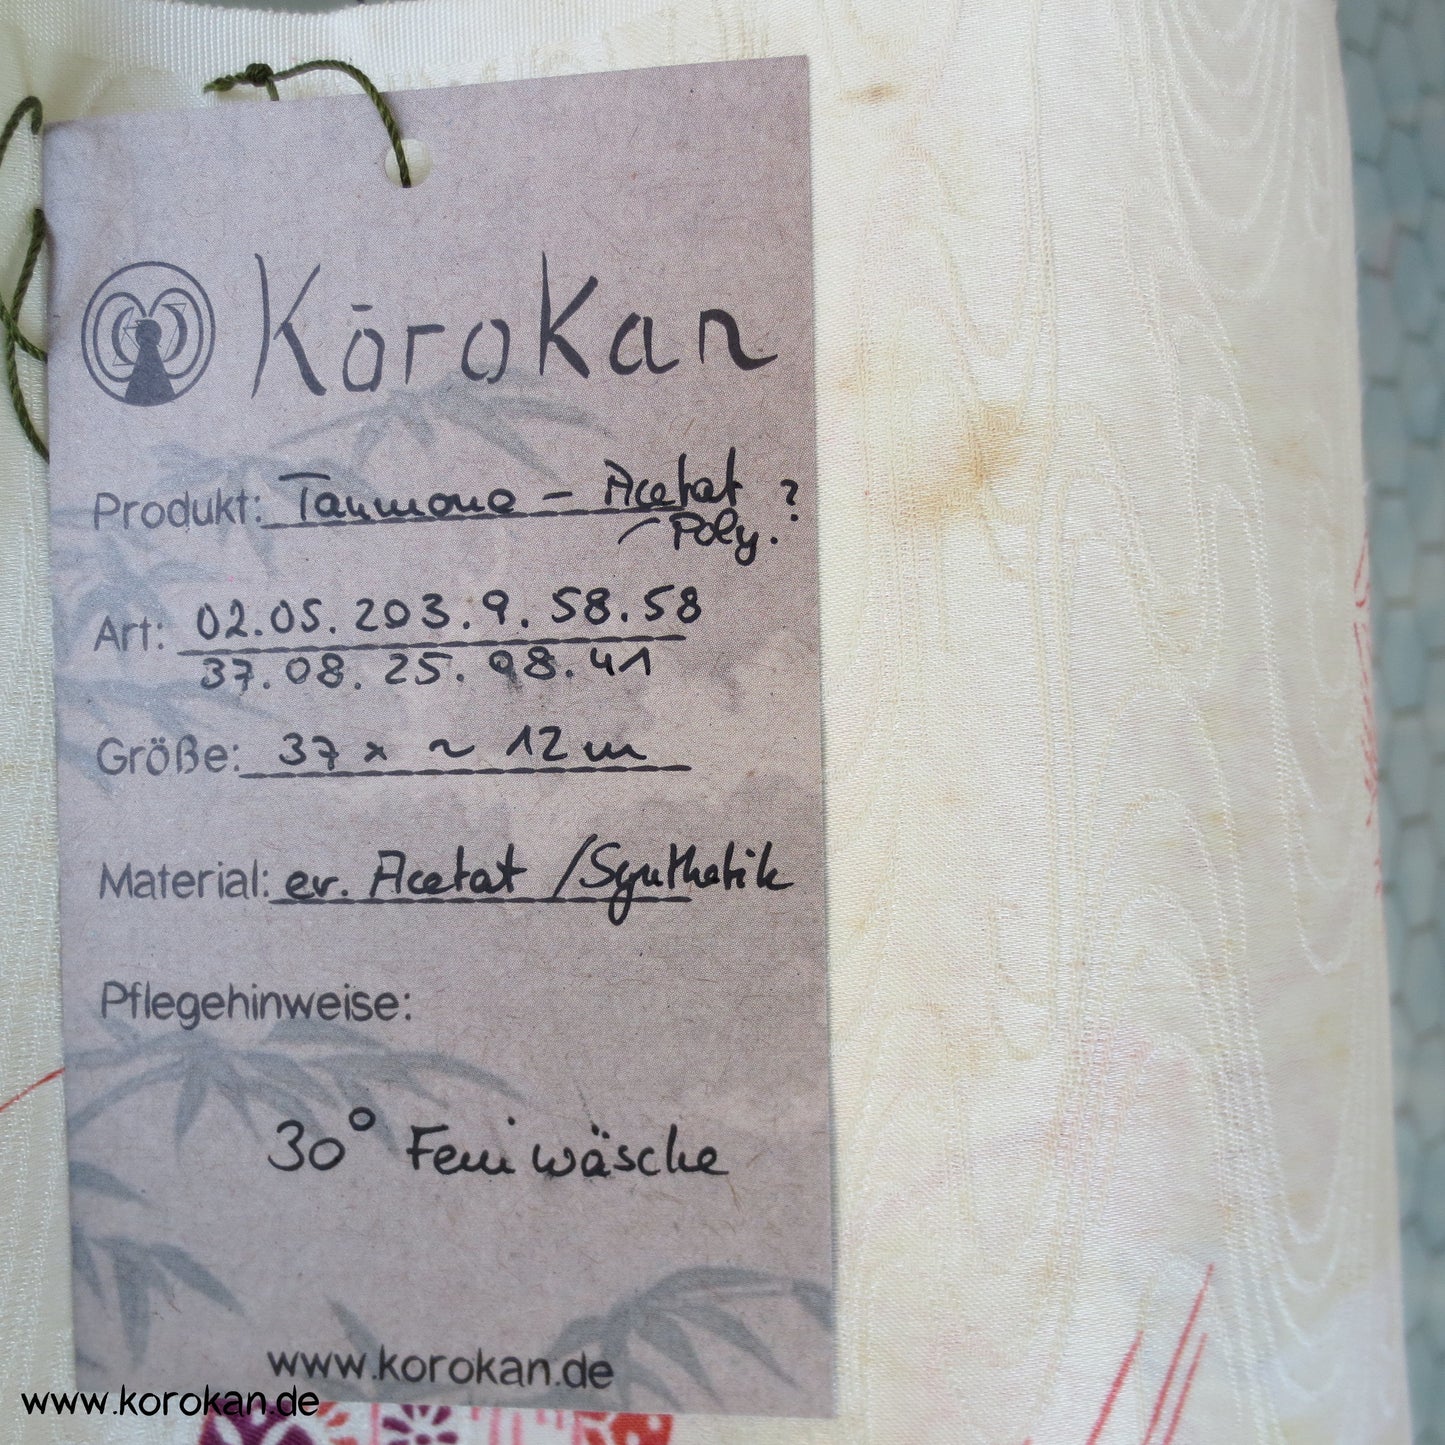 Kōrokan
Produkt: Tanmono - Acetat ?
/ Poly.
Art: 02.05.203.9.58.58
37.08.25.98.41
Größe: 37 x ~ 12 m
Material: ev. Acetat / Synthetik
Pflegehinweise:
30° Feinwäsche
www.korokan.de
www.korokan.de